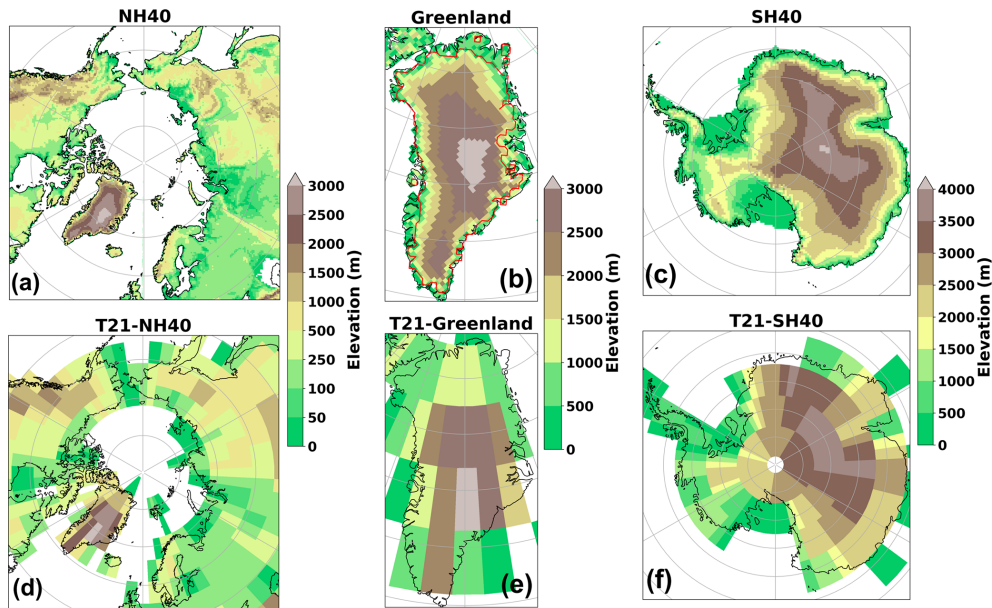 NH40
Greenland
SH40
(a)
(b)
(c)
3000
2500
2000
1500
1000
500
250
100
50
0
Elevation (m)
3000
2500
2000
1500
1000
500
0
Elevation (m)
4000
3500
3000
2500
2000
1500
1000
500
0
Elevation (m)
T21-NH40
T21-Greenland
T21-SH40
(d)
(e)
(f)